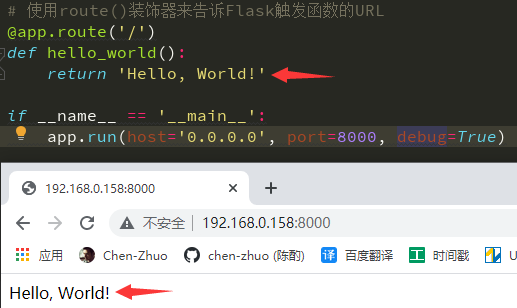 # 使用route()装饰器来告诉Flask触发函数的URL
@app.route('/')
def hello_world():
    return 'Hello, World!'
if __name__ == '__main__':
    app.run(host='0.0.0.0', port=8000, debug=True)
192.168.0.158:8000
不安全 | 192.168.0.158:8000
应用 Chen-Zhuo chen-zhuo (陈酌) 译 百度翻译 工 时间戳 U
Hello, World!